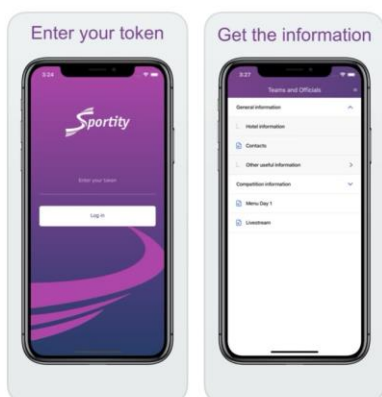 Enter your token
3:24
Sportity
Enter your token
Log in
Get the information
3:27
Teams and Officials
General information
Hotel information
Contacts
Other useful information
Competition information
Menu Day 1
Livestream